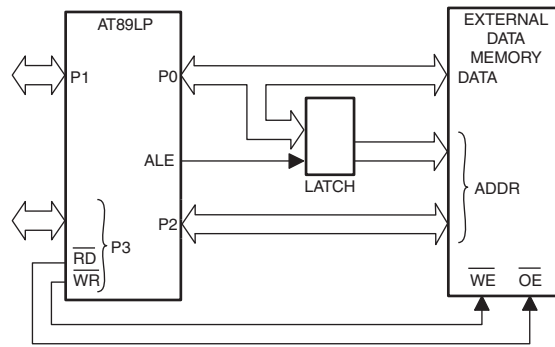 AT89LP
EXTERNAL
DATA
MEMORY
P1
P0
DATA
ALE
LATCH
ADDR
P2
P3
RD
WR
WE
OE